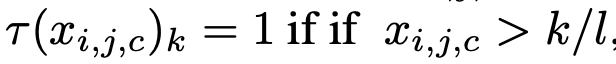 τ(x_{i,j,c})_k = 1 if if x_{i,j,c} > k/l,